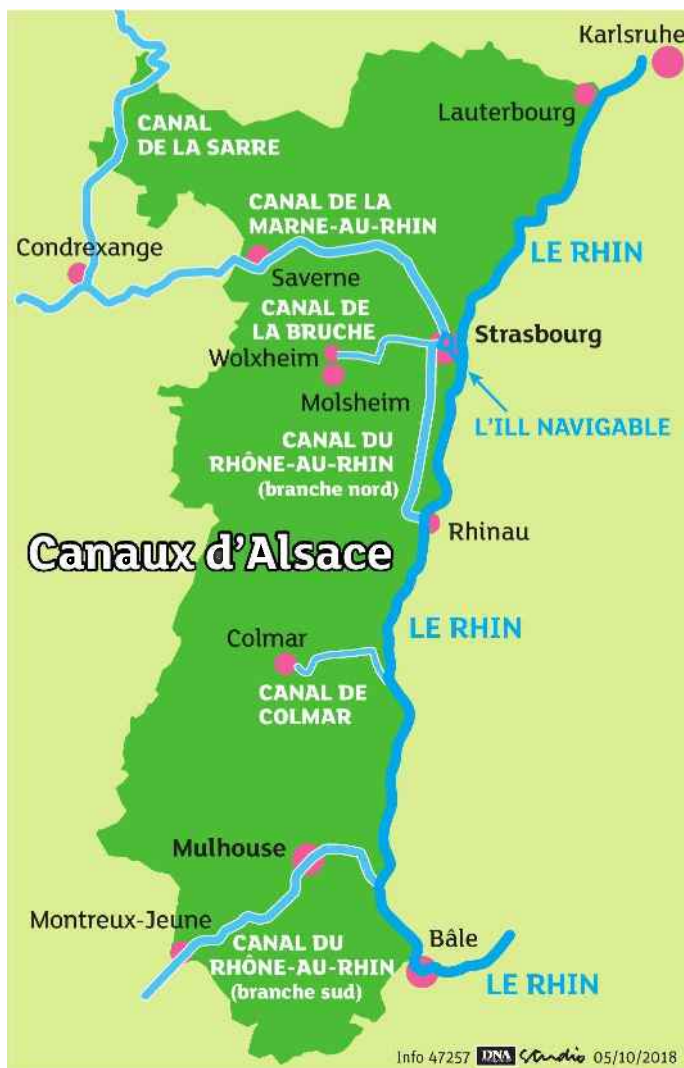 Karlsruhe
Lauterbourg
CANAL
DE LA SARRE
CANAL DE LA
MARNE-AU-RHIN
Condrexange
LE RHIN
Saverne
CANAL DE
LA BRUCHE
Strasbourg
Wolxheim
Molsheim
L'ILL NAVIGABLE
CANAL DU
RHÔNE-AU-RHIN
(branche nord)
Rhinau
Canaux d'Alsace
LE RHIN
Colmar
CANAL DE
COLMAR
Mulhouse
Montreux-Jeune
CANAL DU
RHÔNE-AU-RHIN
(branche sud)
Bâle
LE RHIN
Info 47257 DNA Studio 05/10/2018